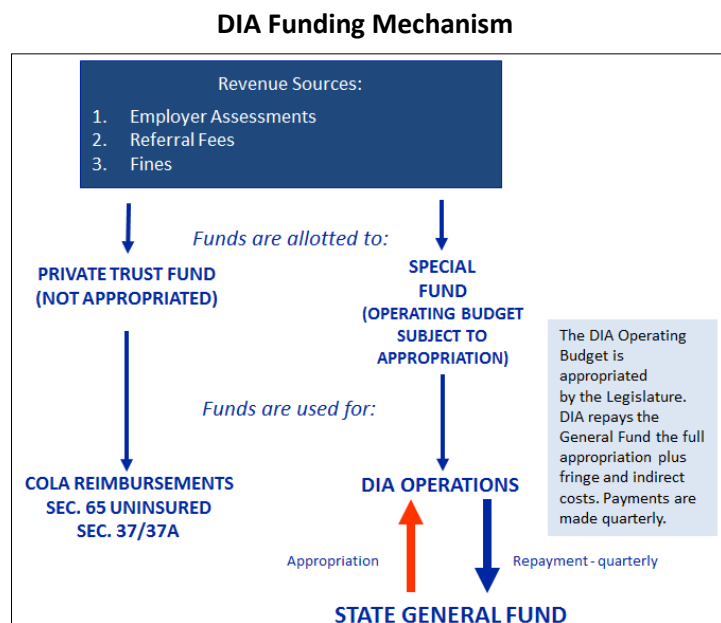 DIA Funding Mechanism
Revenue Sources:
1. Employer Assessments
2. Referral Fees
3. Fines
Funds are allotted to:
PRIVATE TRUST FUND
(NOT APPROPRIATED)
SPECIAL
FUND
(OPERATING BUDGET
SUBJECT TO
APPROPRIATION)
The DIA Operating
Budget is
appropriated
by the Legislature.
DIA repays the
General Fund the full
appropriation plus
fringe and indirect
costs. Payments are
made quarterly.
Funds are used for:
COLA REIMBURSEMENTS
SEC. 65 UNINSURED
SEC. 37/37A
DIA OPERATIONS
Appropriation
Repayment - quarterly
STATE GENERAL FUND